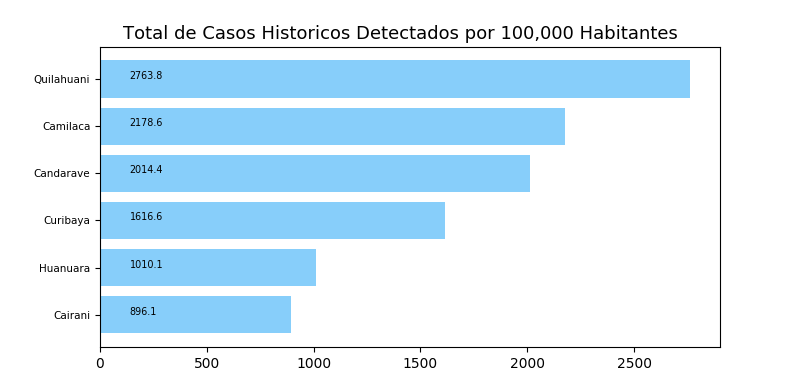 Total de Casos Historicos Detectados por 100,000 Habitantes
Quilahuani 2763.8
Camilaca 2178.6
Candarave 2014.4
Curibaya 1616.6
Huanuara 1010.1
Cairani 896.1
0 500 1000 1500 2000 2500